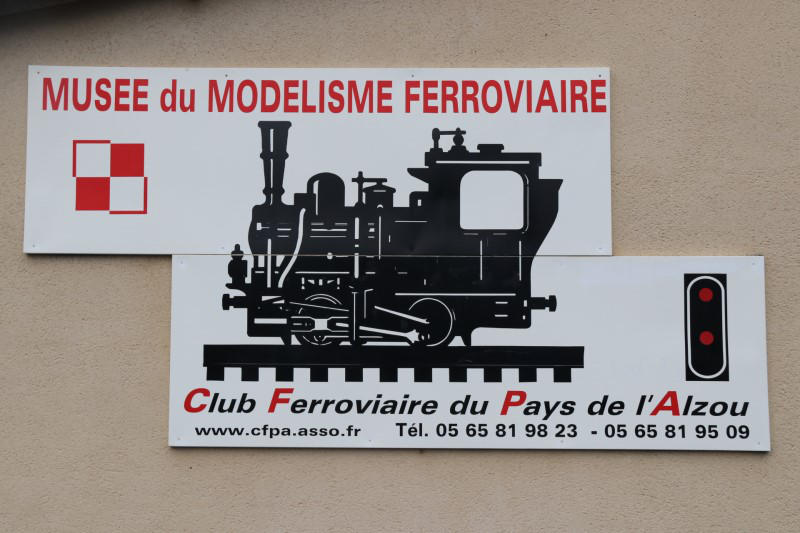 MUSEE du MODELISME FERROVIAIRE
Club Ferroviaire du Pays de l'Alzou
www.cfpa.asso.fr Tél. 05 65 81 98 23 - 05 65 81 95 09